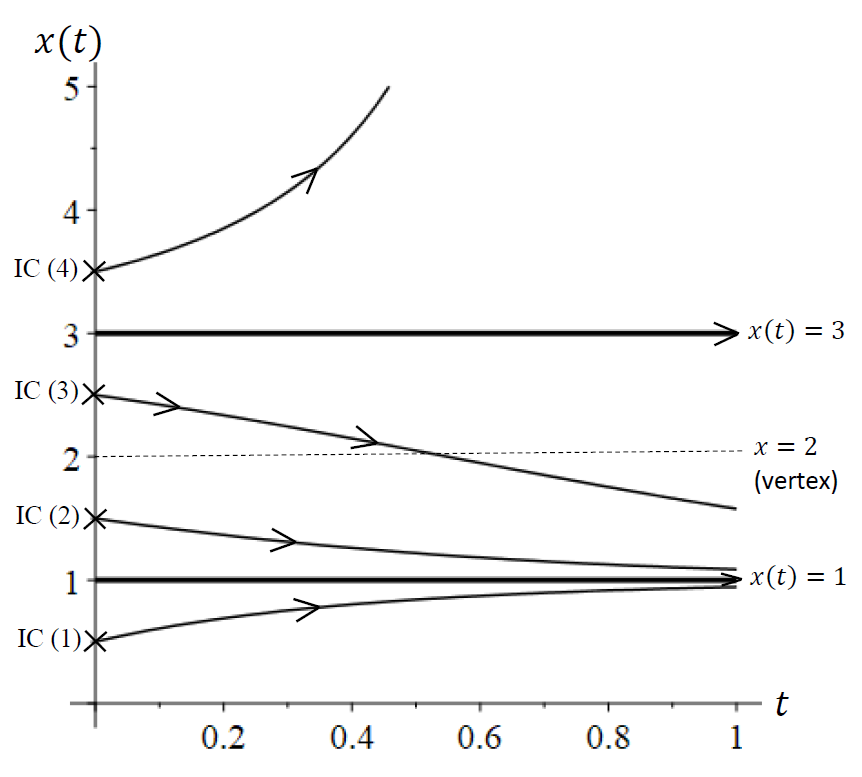 x(t)
5
4
IC (4)
3
x(t) = 3
IC (3)
2
x = 2
(vertex)
IC (2)
1
x(t) = 1
IC (1)
t
0.2
0.4
0.6
0.8
1